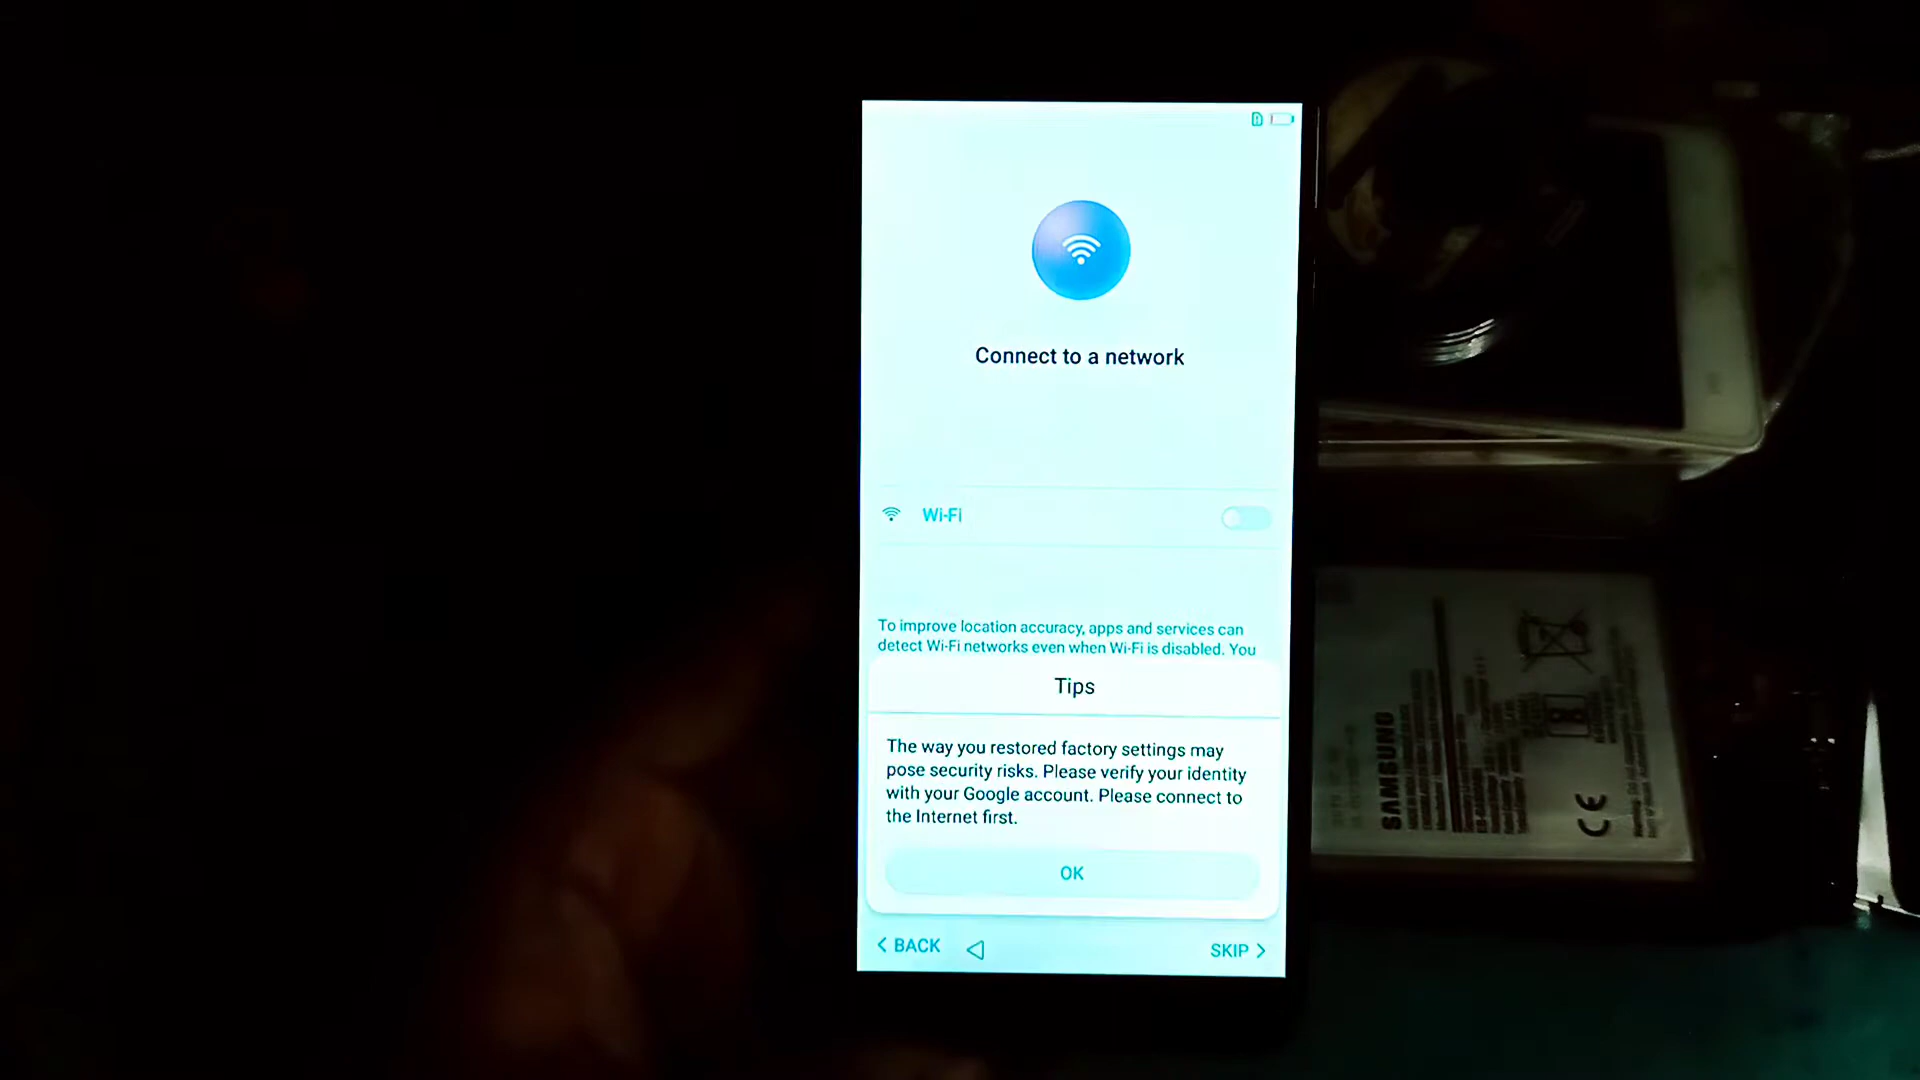 Connect to a network
Wi-Fi
To improve location accuracy, apps and services can
detect Wi-Fi networks even when Wi-Fi is disabled. You
Tips
The way you restored factory settings may
pose security risks. Please verify your identity
with your Google account. Please connect to
the Internet first.
OK
BACK
SKIP
SAMSUNG
CE